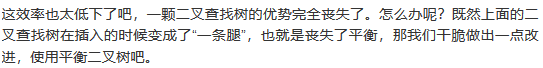 这效率也太低下了吧，一颗二叉查找树的优势完全丧失了。怎么办呢？既然上面的二
叉查找树在插入的时候变成了“一条腿”，也就是丧失了平衡，那我们干脆做出一点改
进，使用平衡二叉树吧。